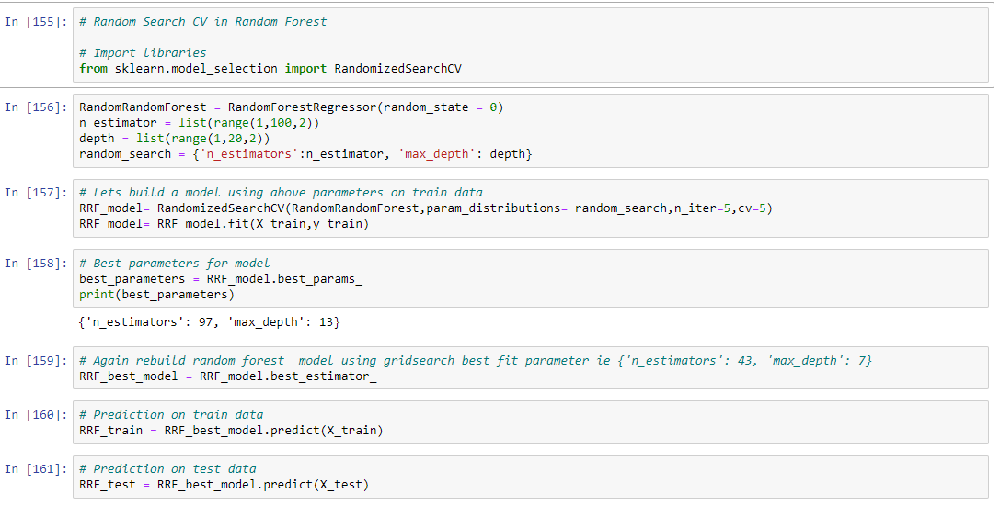 In [155]: # Random Search CV in Random Forest
# Import libraries
from sklearn.model_selection import RandomizedSearchCV
In [156]: RandomRandomForest = RandomForestRegressor(random_state = 0)
n_estimator = list(range(1,100,2))
depth = list(range(1,20,2))
random_search = {'n_estimators':n_estimator, 'max_depth': depth}
In [157]: # Lets build a model using above parameters on train data
RRF_model= RandomizedSearchCV(RandomRandomForest,param_distributions= random_search,n_iter=5,cv=5)
RRF_model= RRF_model.fit(X_train,y_train)
In [158]: # Best parameters for model
best_parameters = RRF_model.best_params_
print(best_parameters)
{'n_estimators': 97, 'max_depth': 13}
In [159]: # Again rebuild random forest  model using gridsearch best fit parameter ie {'n_estimators': 43, 'max_depth': 7}
RRF_best_model = RRF_model.best_estimator_
In [160]: # Prediction on train data
RRF_train = RRF_best_model.predict(X_train)
In [161]: # Prediction on test data
RRF_test = RRF_best_model.predict(X_test)